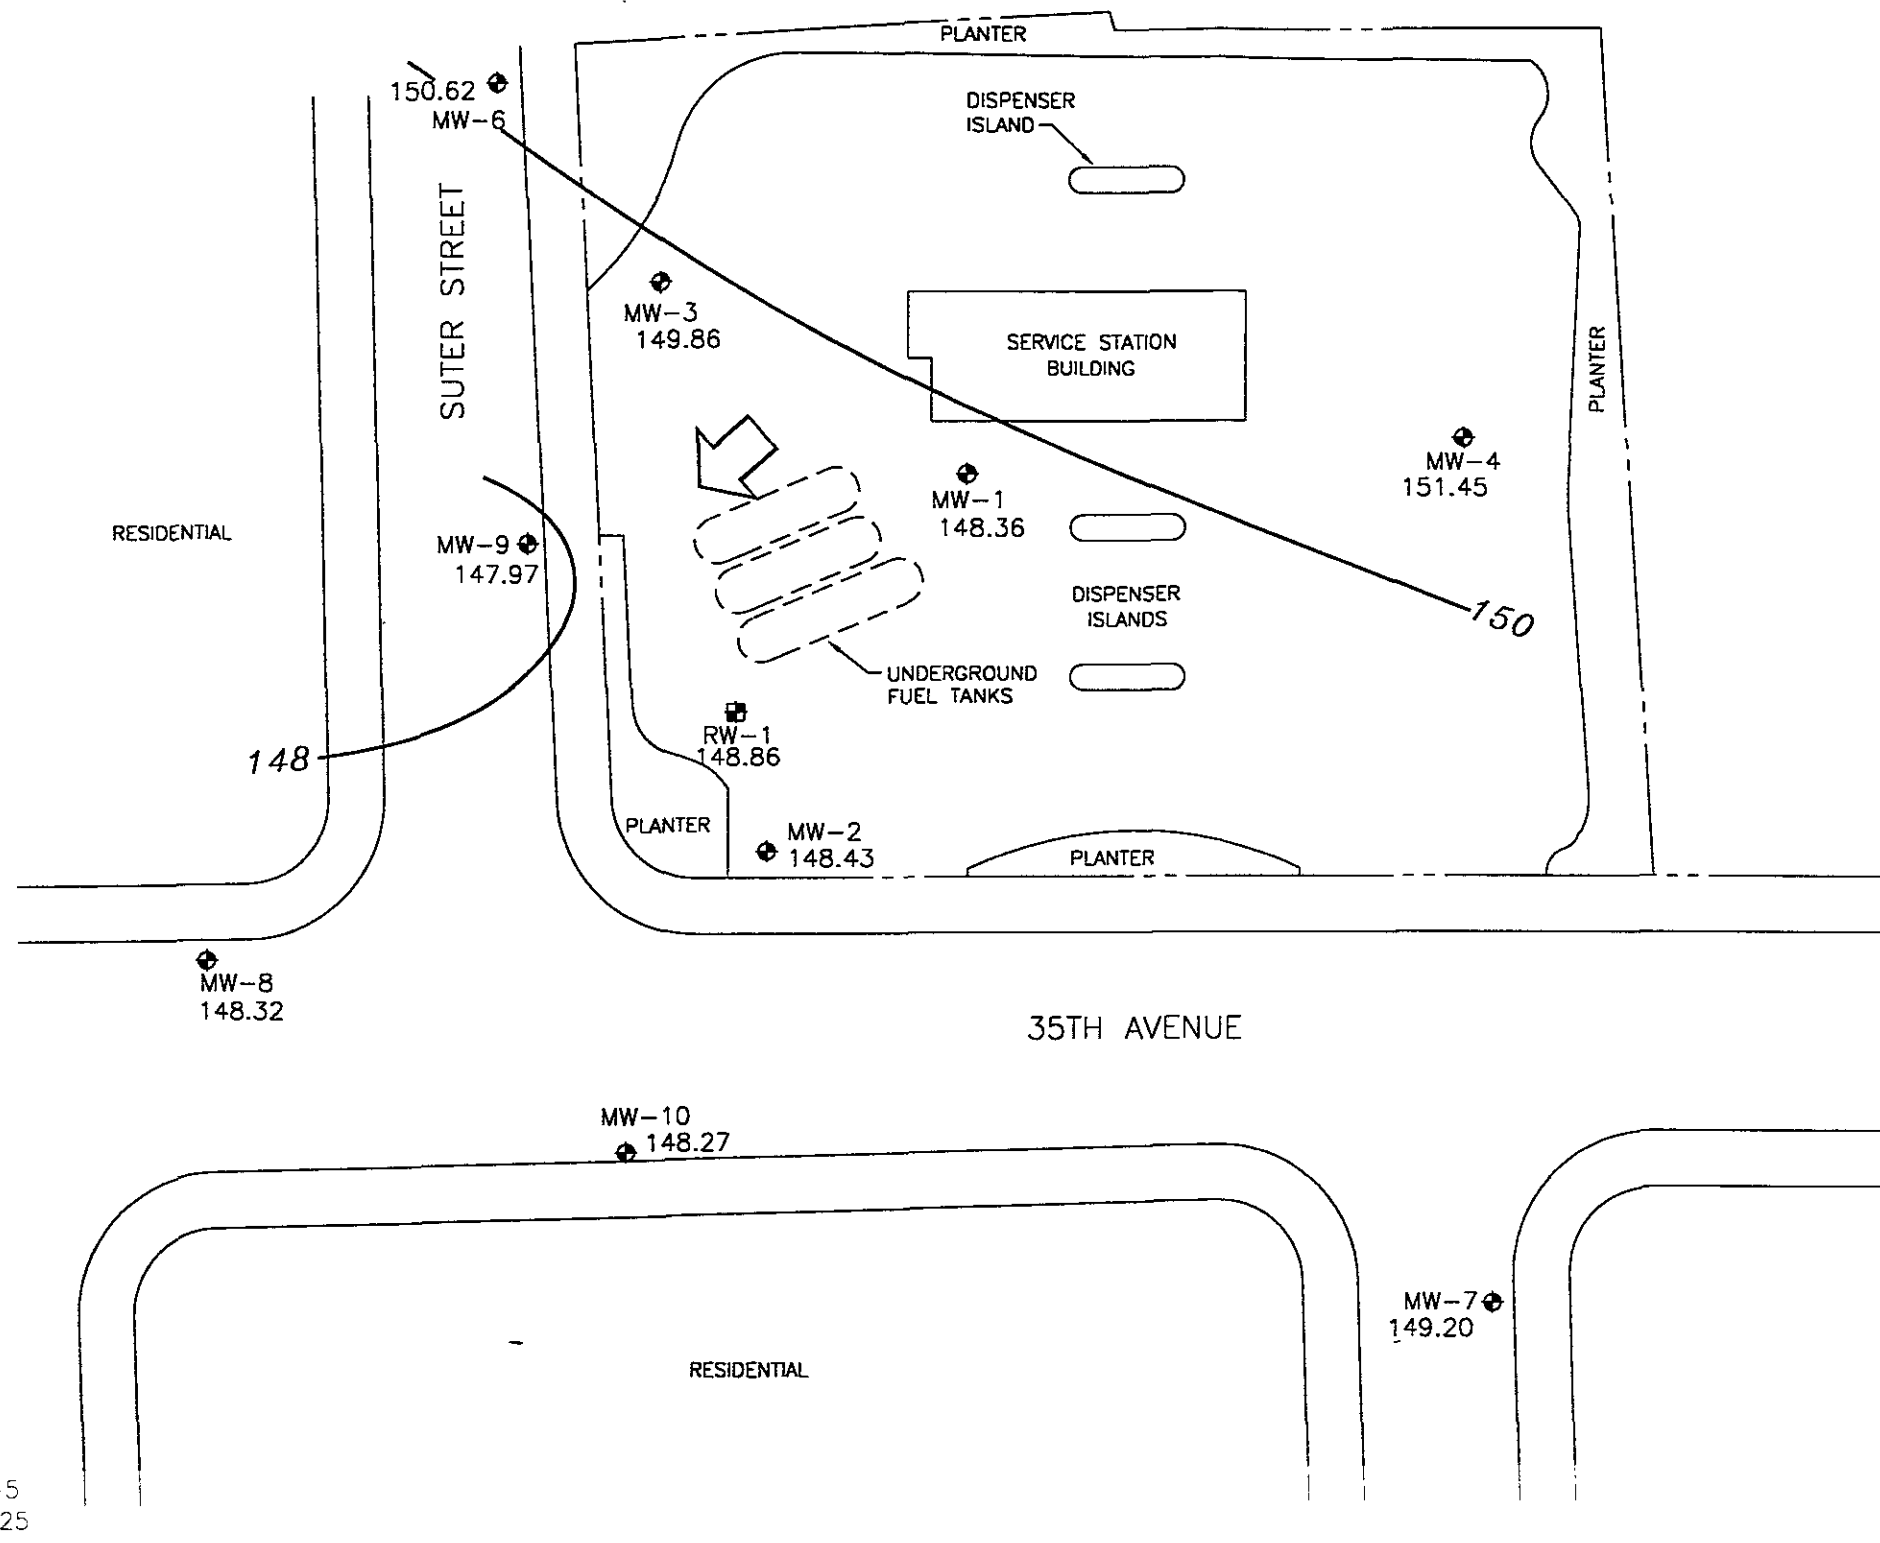 PLANTER
150.62
MW-6
DISPENSER
ISLAND
SUTER STREET
MW-3
149.86
SERVICE STATION
BUILDING
PLANTER
MW-4
151.45
MW-1
148.36
RESIDENTIAL
MW-9
147.97
DISPENSER
ISLANDS
150
UNDERGROUND
FUEL TANKS
RW-1
148.86
148
PLANTER
MW-2
148.43
PLANTER
MW-8
148.32
35TH AVENUE
MW-10
148.27
MW-7
149.20
RESIDENTIAL
5
25